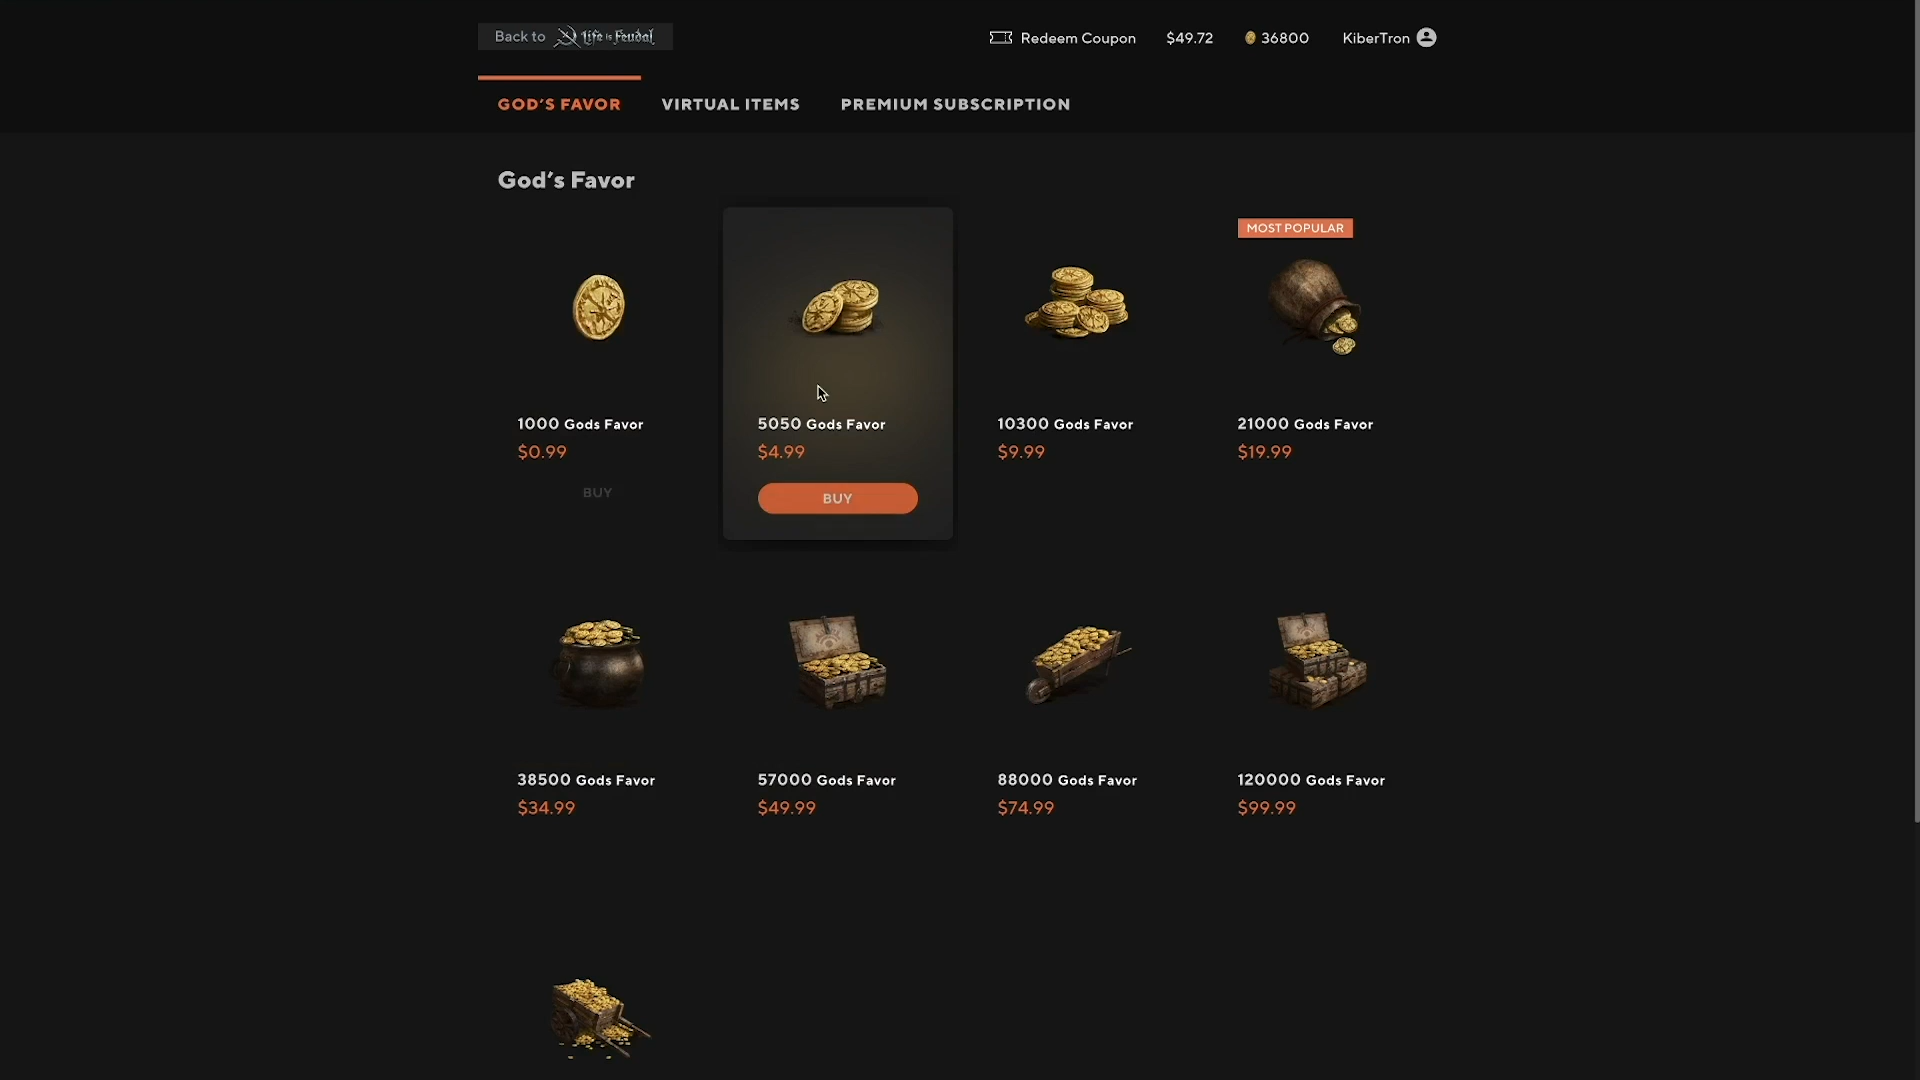 Back to Life is Feudal
Redeem Coupon $49.72 36800 KiberTron
GOD'S FAVOR VIRTUAL ITEMS PREMIUM SUBSCRIPTION
God's Favor
MOST POPULAR
1000 Gods Favor
$0.99
BUY
5050 Gods Favor
$4.99
BUY
10300 Gods Favor
$9.99
21000 Gods Favor
$19.99
38500 Gods Favor
$34.99
57000 Gods Favor
$49.99
88000 Gods Favor
$74.99
120000 Gods Favor
$99.99